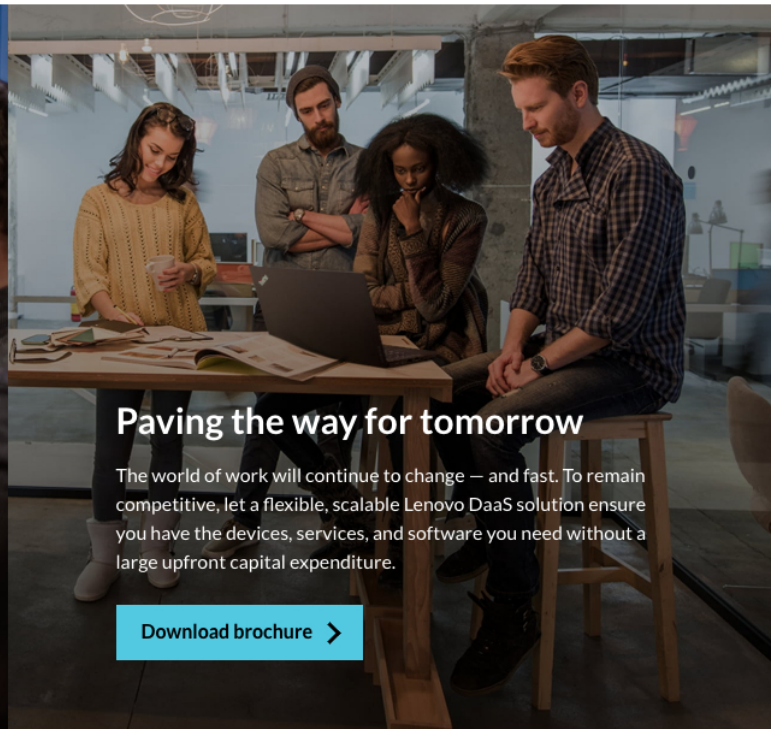 Paving the way for tomorrow
The world of work will continue to change — and fast. To remain
competitive, let a flexible, scalable Lenovo DaaS solution ensure
you have the devices, services, and software you need without a
large upfront capital expenditure.
Download brochure